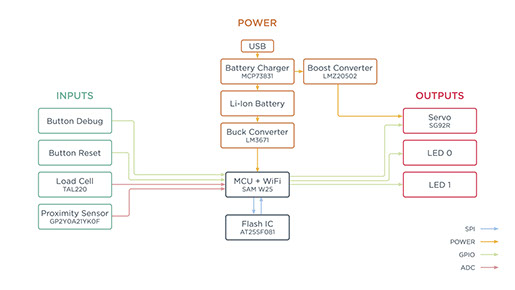 POWER
USB
Battery Charger
MCP73831
Boost Converter
LMZ20502
Li-Ion Battery
Buck Converter
LM3671
INPUTS
Button Debug
Button Reset
Load Cell
TAL220
Proximity Sensor
GP2Y0A21YK0F
MCU + WiFi
SAM W25
Flash IC
AT25SF081
OUTPUTS
Servo
SG92R
LED 0
LED 1
SPI
POWER
GPIO
ADC